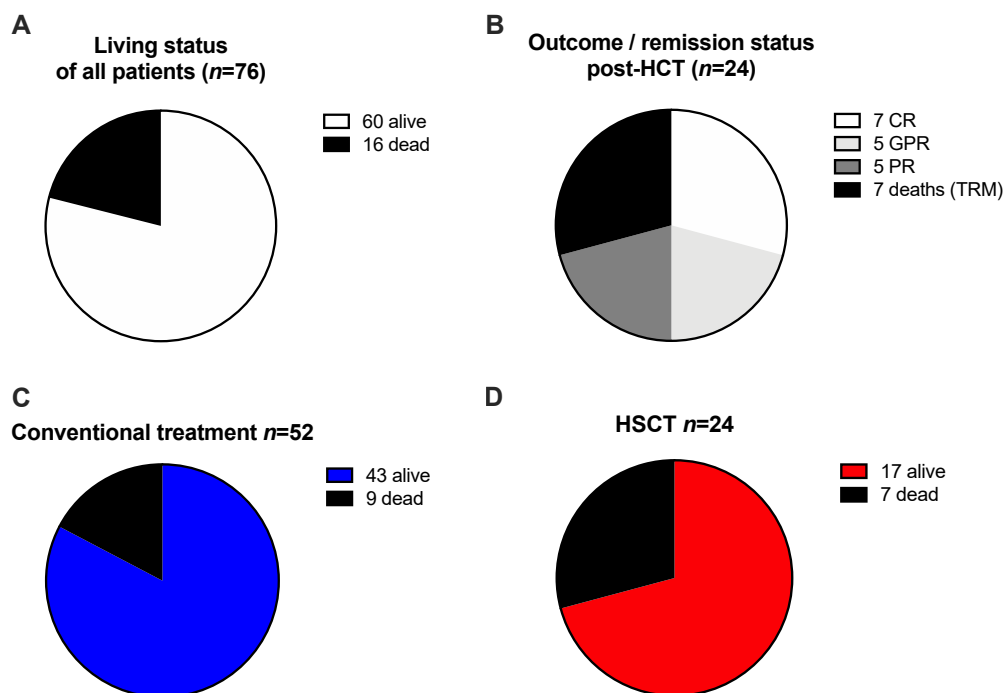 A
Living status
of all patients (n=76)
60 alive
16 dead
B
Outcome / remission status
post-HCT (n=24)
7 CR
5 GPR
5 PR
7 deaths (TRM)
C
Conventional treatment n=52
43 alive
9 dead
D
HSCT n=24
17 alive
7 dead